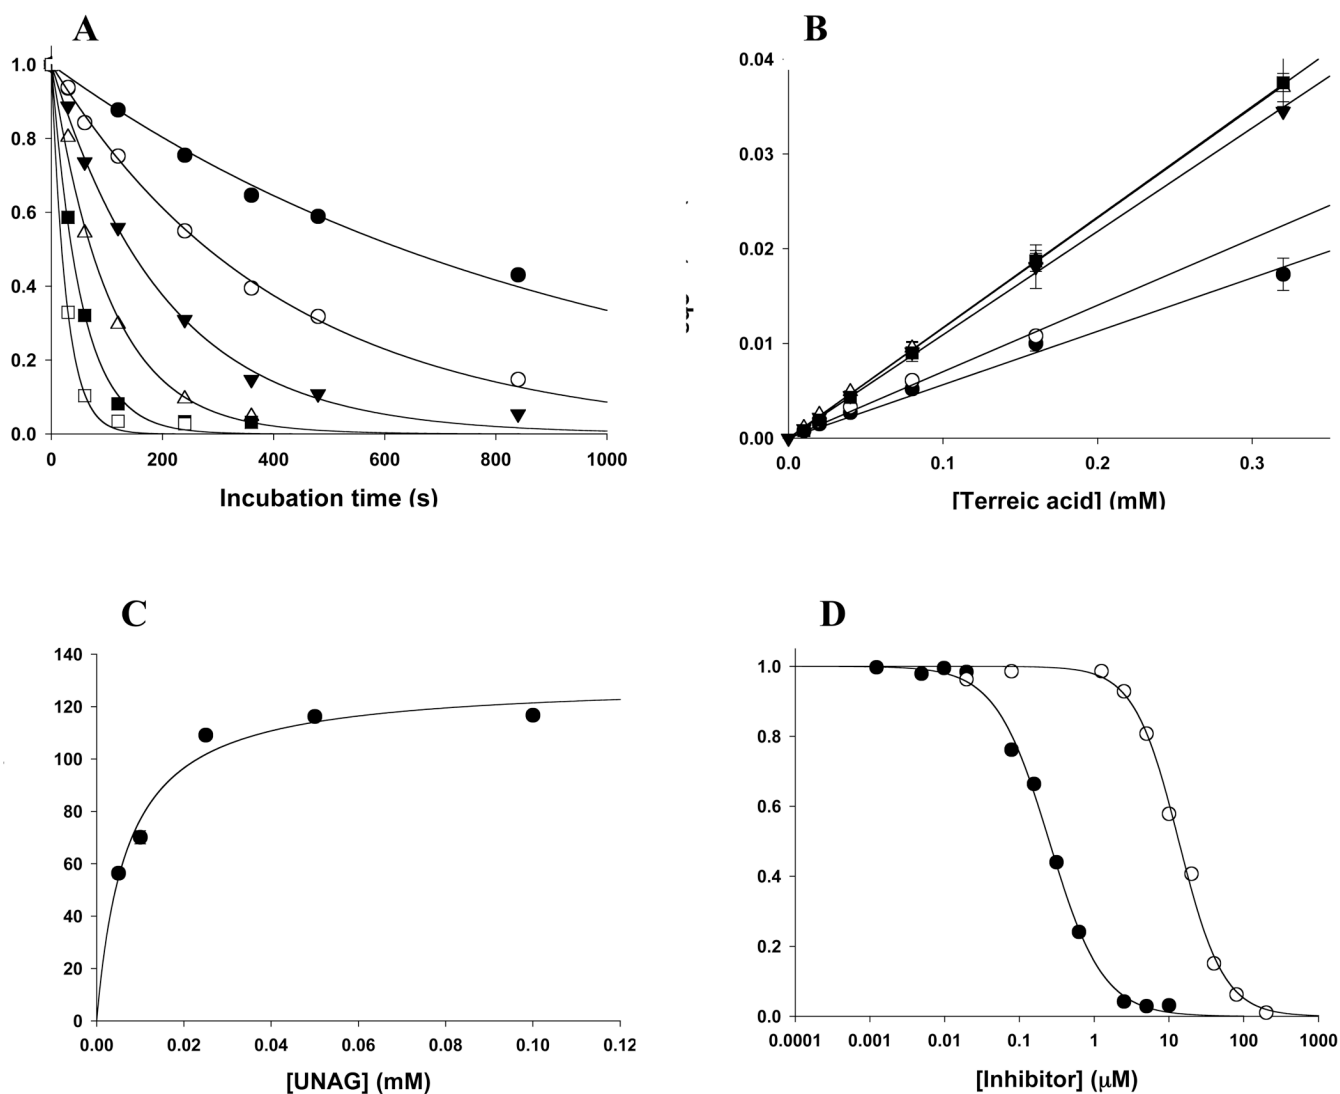 A
1.0
0.8
0.6
0.4
0.2
0.0
0 200 400 600 800 1000
Incubation time (s)
B
0.04
0.03
0.02
0.01
0.00
0.0 0.1 0.2 0.3
[Terreic acid] (mM)
C
140
120
100
80
60
40
20
0
0.00 0.02 0.04 0.06 0.08 0.10 0.12
[UNAG] (mM)
D
1.0
0.8
0.6
0.4
0.2
0.0
0.0001 0.001 0.01 0.1 1 10 100 1000
[Inhibitor] (μM)